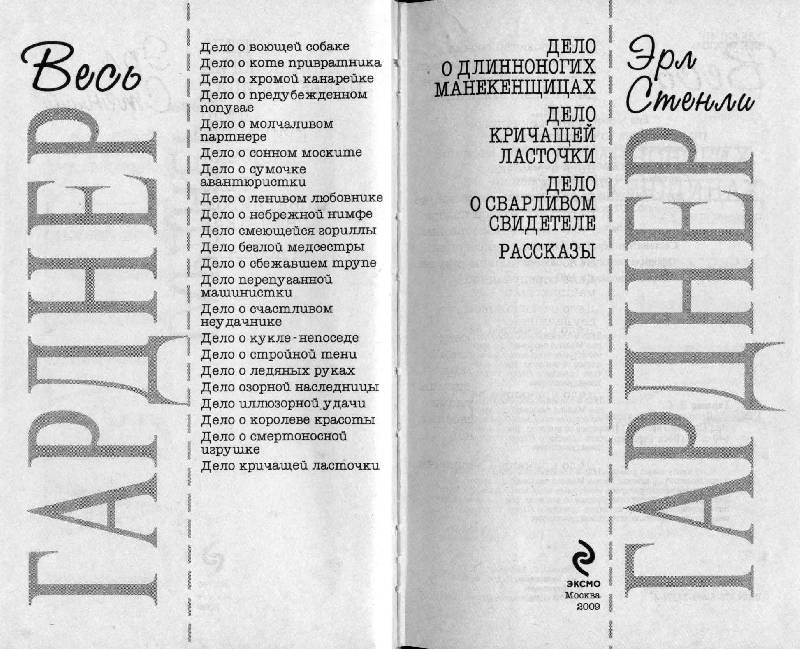 Весь
ГАРДНЕР
Дело о воющей собаке
Дело о коте привратника
Дело о хромой канарейке
Дело о предубежденном
попугае
Дело о молчаливом
партнере
Дело о сонном моските
Дело о сумочке
авантюристки
Дело о ленивом любовнике
Дело о небрежной нимфе
Дело смеющейся гориллы
Дело беглой медсестры
Дело о сбежавшем трупе
Дело перепуганной
машинистки
Дело о счастливом
неудачнике
Дело о кукле-непоседе
Дело о стройной тени
Дело о ледяных руках
Дело озорной наследницы
Дело иллюзорной удачи
Дело о королеве красоты
Дело о смертоносной
игрушке
Дело кричащей ласточки
ДЕЛО
О ДЛИННОНОГИХ
МАНЕКЕНЩИЦАХ
ДЕЛО
КРИЧАЩЕЙ
ЛАСТОЧКИ
ДЕЛО
О СВАРЛИВОМ
СВИДЕТЕЛЕ
РАССКАЗЫ
Эрл
Стенли
ГАРДНЕР
ЭКСМО
Москва
2009